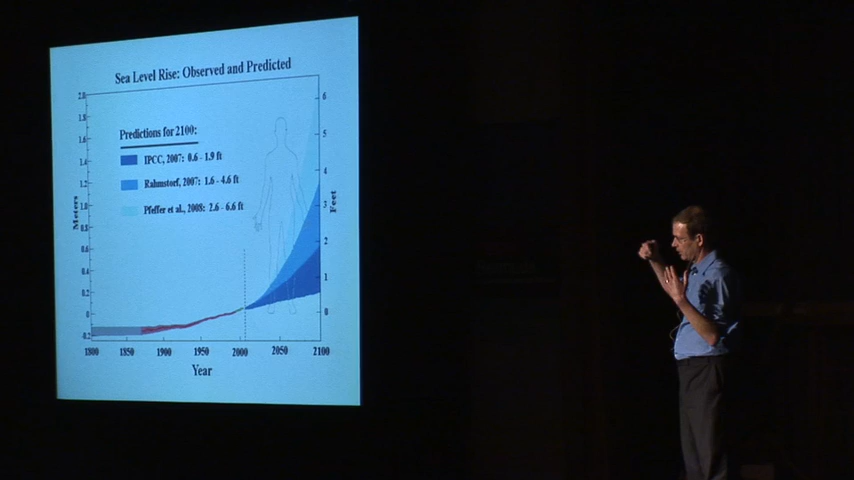 Sea Level Rise: Observed and Predicted
Predictions for 2100:
IPCC, 2007: 0.6 - 1.9 ft
Rahmstorf, 2007: 1.6 - 4.6 ft
Pfeffer et al., 2008: 2.6 - 6.6 ft
Meters
2.0
1.8
1.6
1.4
1.2
1.0
0.8
0.6
0.4
0.2
0
-0.2
6
5
4
3
2
1
0
Feet
1800 1850 1900 1950 2000 2050 2100
Year